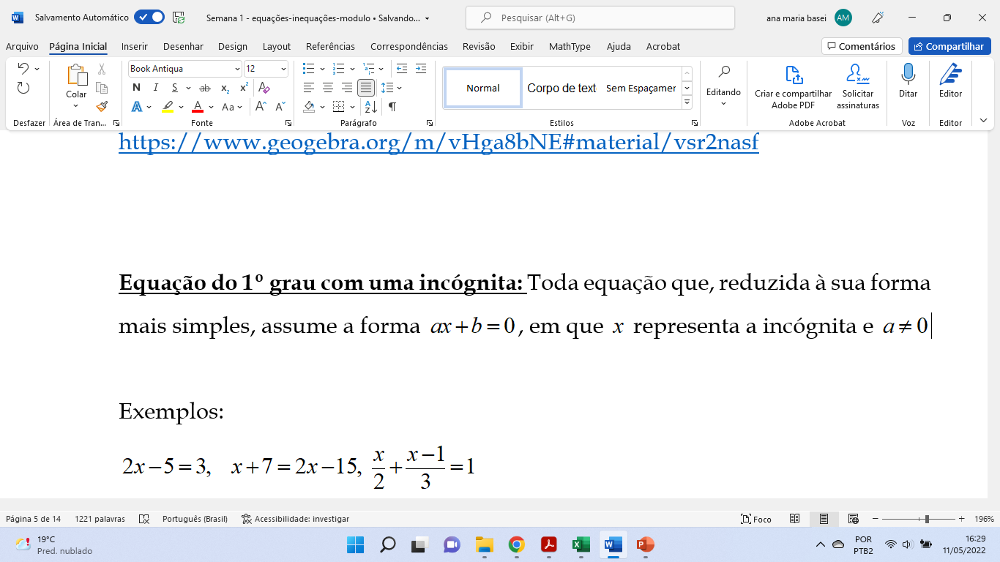 Salvamento Automático Semana 1 - equações-inequações-modulo • Salvando... Pesquisar (Alt+G) ana maria basei AM
Arquivo Página Inicial Inserir Desenhar Design Layout Referências Correspondências Revisão Exibir MathType Ajuda Acrobat Comentários Compartilhar
Book Antiqua 12
Colar
N I S ab x₂ x² A
A A Aa A A
Normal Corpo de text Sem Espaçamer
Editando
Criar e compartilhar Adobe PDF
Solicitar assinaturas
Ditar
Editor
Desfazer Área de Tran... Fonte Parágrafo Estilos Adobe Acrobat Voz Editor
https://www.geogebra.org/m/vHga8bNE#material/vsr2nasf
Equação do 1º grau com uma incógnita: Toda equação que, reduzida à sua forma
mais simples, assume a forma ax + b = 0, em que x representa a incógnita e a ≠ 0
Exemplos:
2x − 5 = 3, x + 7 = 2x − 15, x/2 + (x − 1)/3 = 1
Página 5 de 14 1221 palavras Português (Brasil) Acessibilidade: investigar Foco 196%
19°C
Pred. nublado
POR
PTB2
16:29
11/05/2022